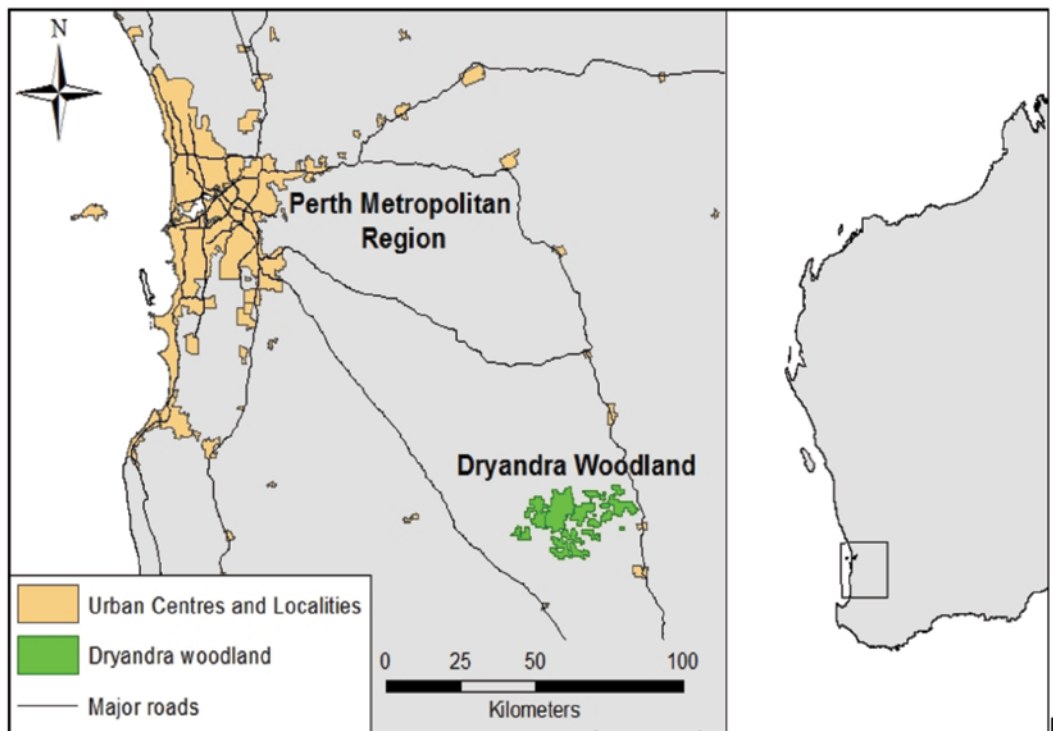 N
Perth Metropolitan
Region
Dryandra Woodland
Urban Centres and Localities
Dryandra woodland
Major roads
0 25 50 100
Kilometers